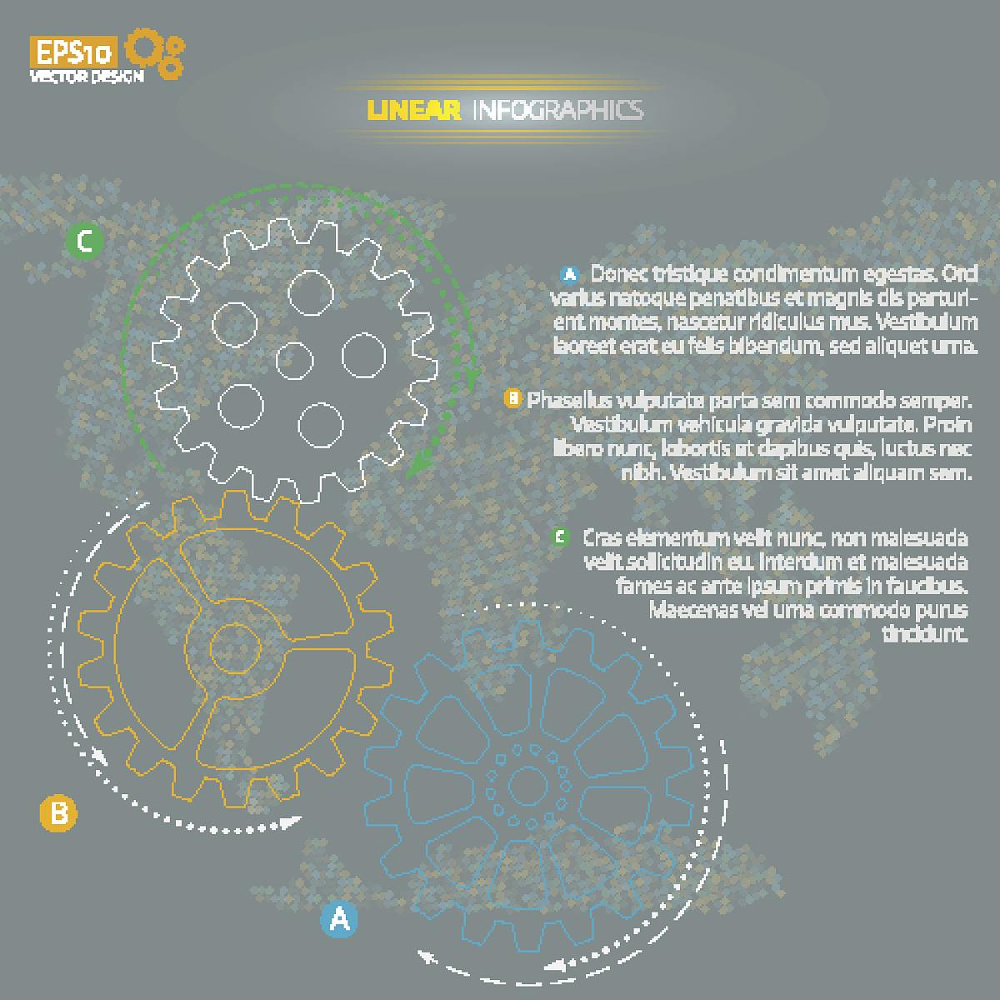 EPS10
VECTOR DESIGN
LINEAR INFOGRAPHICS
C
A Donec tristique condimentum egestas. Orci
varius natoque penatibus et magnis dis parturi-
ent montes, nascetur ridiculus mus. Vestibulum
laoreet erat eu felis bibendum, sed aliquet urna.
B Phasellus vulputate porta sem commodo semper.
Vestibulum vehicula gravida vulputate. Proin
libero nunc, lobortis et dapibus quis, luctus nec
nibh. Vestibulum sit amet aliquam sem.
C Cras elementum velit nunc, non malesuada
velit.sollicitudin eu. Interdum et malesuada
fames ac ante ipsum primis in faucibus.
Maecenas vel urna commodo purus
tincidunt.
B
A